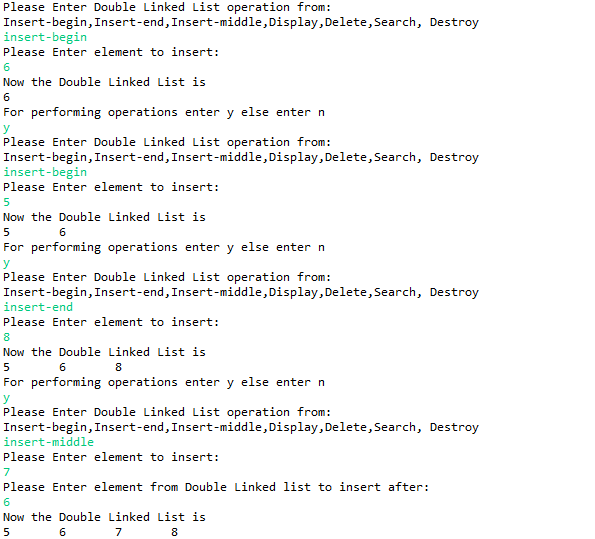 Please Enter Double Linked List operation from:
Insert-begin,Insert-end,Insert-middle,Display,Delete,Search, Destroy
insert-begin
Please Enter element to insert:
6
Now the Double Linked List is
6
For performing operations enter y else enter n
y
Please Enter Double Linked List operation from:
Insert-begin,Insert-end,Insert-middle,Display,Delete,Search, Destroy
insert-begin
Please Enter element to insert:
5
Now the Double Linked List is
5 6
For performing operations enter y else enter n
y
Please Enter Double Linked List operation from:
Insert-begin,Insert-end,Insert-middle,Display,Delete,Search, Destroy
insert-end
Please Enter element to insert:
8
Now the Double Linked List is
5 6 8
For performing operations enter y else enter n
y
Please Enter Double Linked List operation from:
Insert-begin,Insert-end,Insert-middle,Display,Delete,Search, Destroy
insert-middle
Please Enter element to insert:
7
Please Enter element from Double Linked list to insert after:
6
Now the Double Linked List is
5 6 7 8